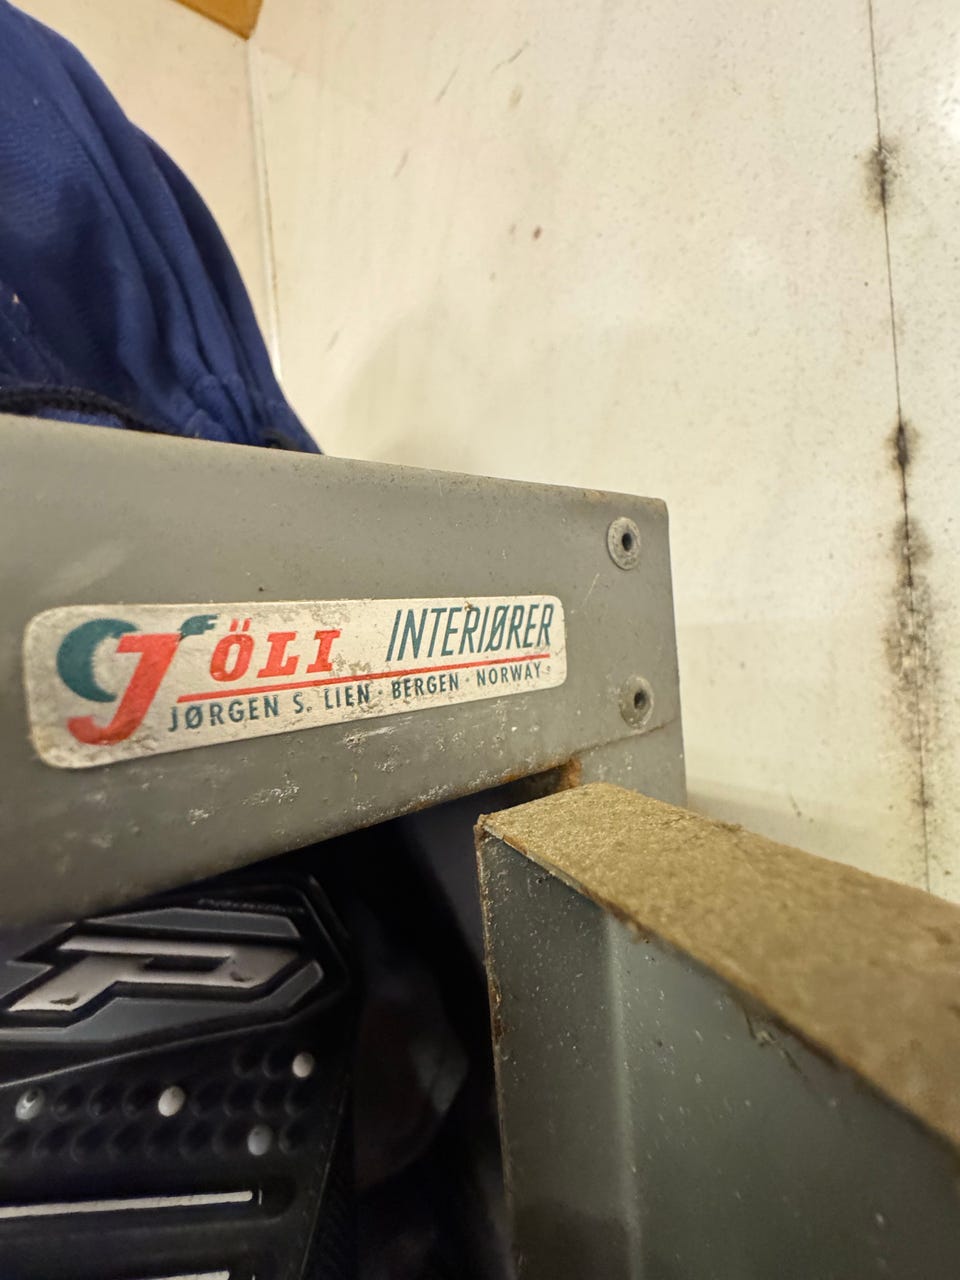 JÖLI INTERIØRER
JØRGEN S. LIEN · BERGEN · NORWAY